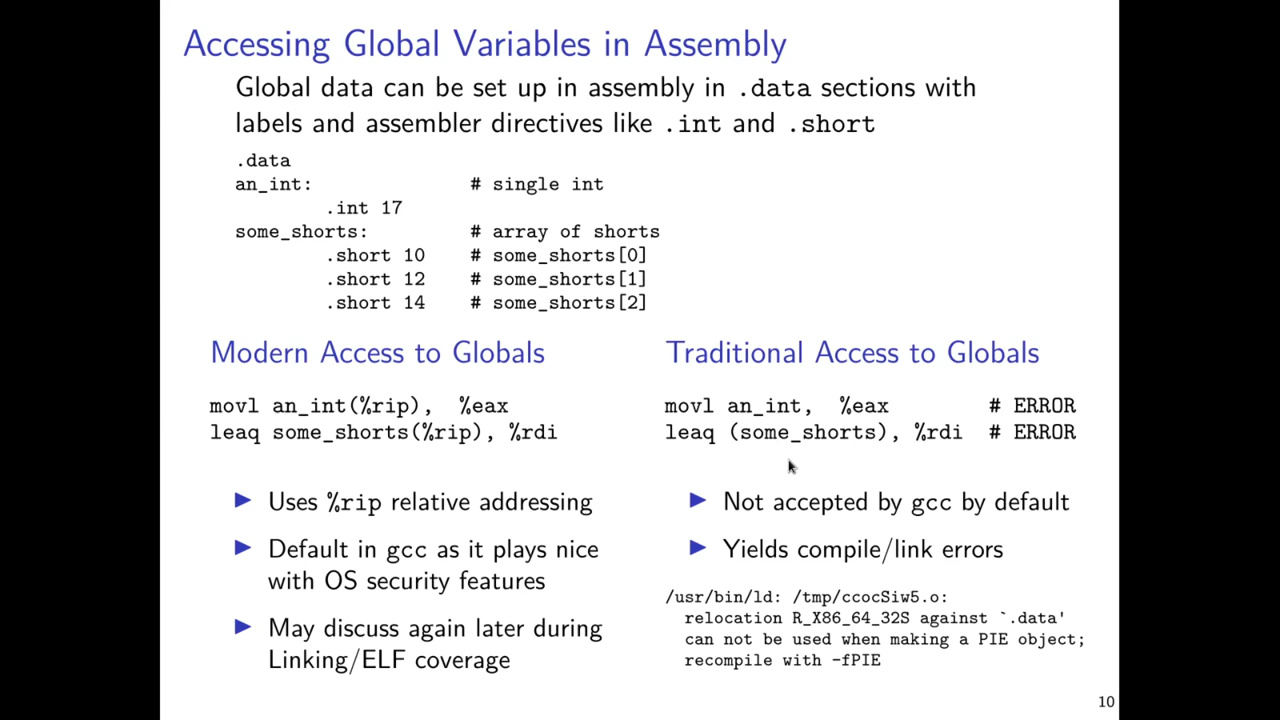 Accessing Global Variables in Assembly
Global data can be set up in assembly in .data sections with
labels and assembler directives like .int and .short
.data
an_int: # single int
.int 17
some_shorts: # array of shorts
.short 10 # some_shorts[0]
.short 12 # some_shorts[1]
.short 14 # some_shorts[2]
Modern Access to Globals
movl an_int(%rip), %eax
leaq some_shorts(%rip), %rdi
▶ Uses %rip relative addressing
▶ Default in gcc as it plays nice
with OS security features
▶ May discuss again later during
Linking/ELF coverage
Traditional Access to Globals
movl an_int, %eax # ERROR
leaq (some_shorts), %rdi # ERROR
▶ Not accepted by gcc by default
▶ Yields compile/link errors
/usr/bin/ld: /tmp/ccocSiw5.o:
relocation R_X86_64_32S against `.data'
can not be used when making a PIE object;
recompile with -fPIE
10